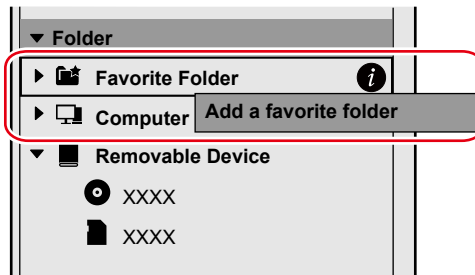 Folder
Favorite Folder i
Computer Add a favorite folder
Removable Device
XXXX
XXXX